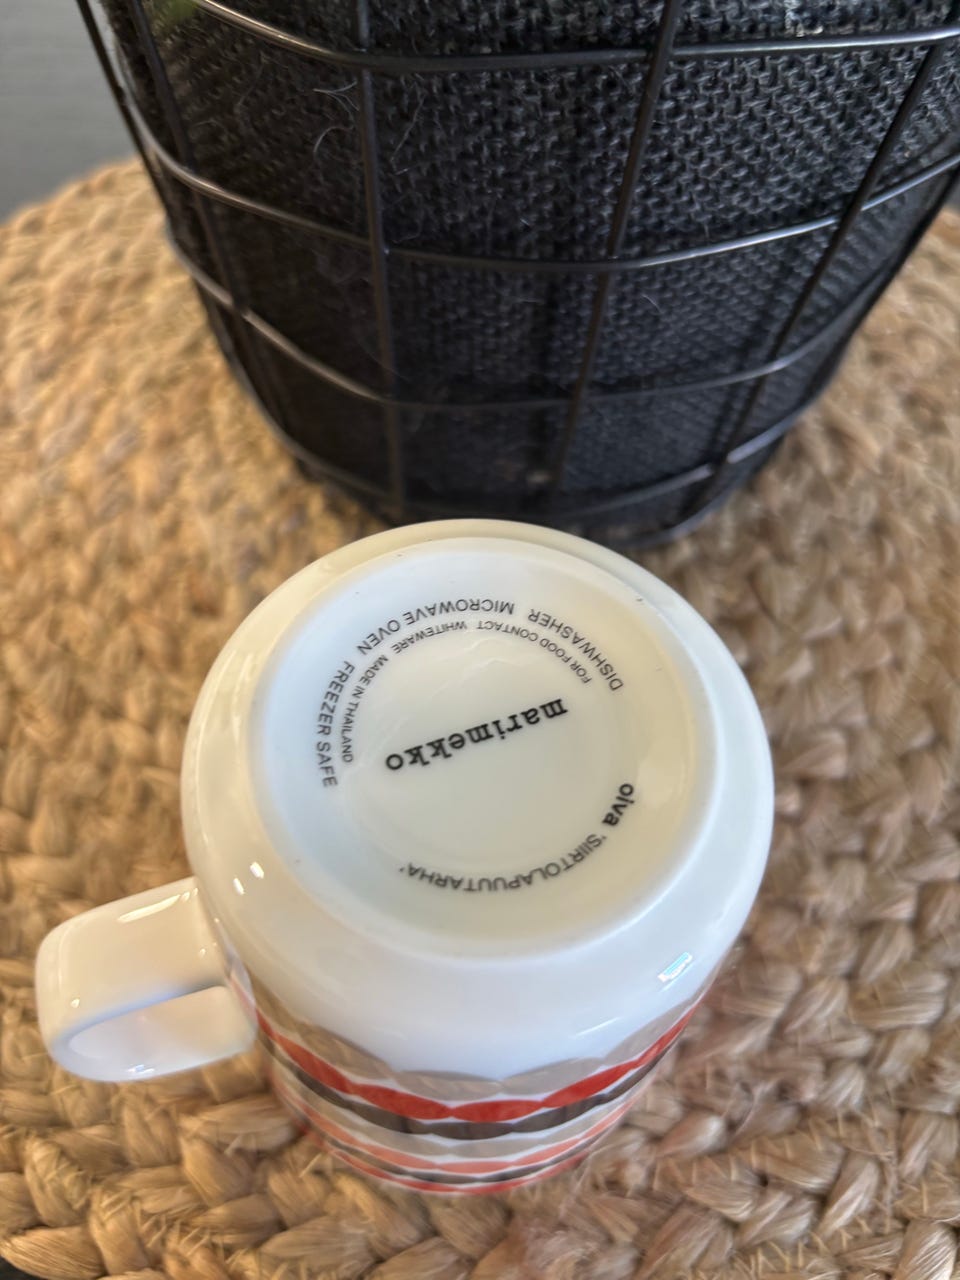 DISHWASHER MICROWAVE OVEN FREEZER SAFE
FOR FOOD CONTACT WHITEWARE MADE IN THAILAND
marimekko
oiva 'SIIRTOLAPUUTARHA'